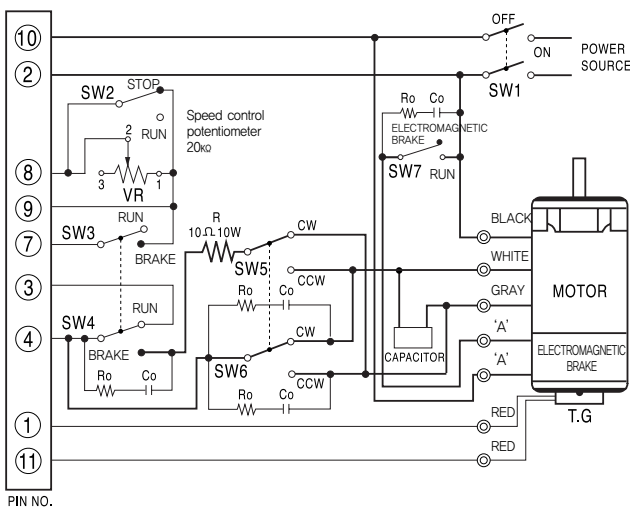 OFF
10
ON
POWER
SOURCE
2
SW1
SW2
STOP
Ro
Co
Speed control
potentiometer
20KΩ
RUN
ELECTROMAGNETIC
BRAKE
2
SW7
RUN
8
3
VR
1
9
RUN
R
10Ω 10W
CW
BLACK
SW3
7
BRAKE
SW5
WHITE
CCW
3
Ro
Co
GRAY
MOTOR
RUN
SW4
CW
'A'
4
BRAKE
CAPACITOR
ELECTROMAGNETIC
BRAKE
Ro
Co
SW6
CCW
'A'
Ro
Co
1
RED
T.G
11
RED
PIN NO.